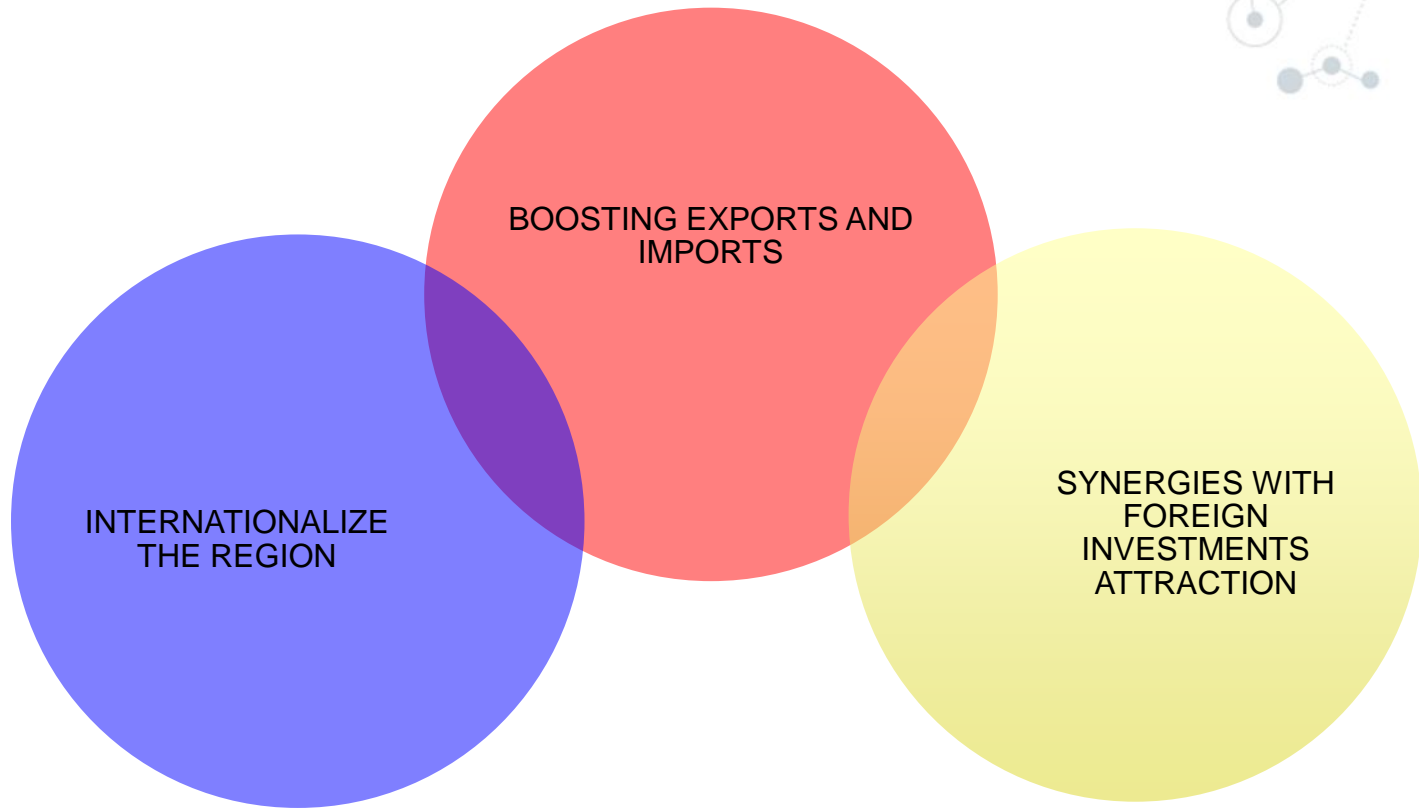 BOOSTING EXPORTS AND
IMPORTS
INTERNATIONALIZE
THE REGION
SYNERGIES WITH
FOREIGN
INVESTMENTS
ATTRACTION